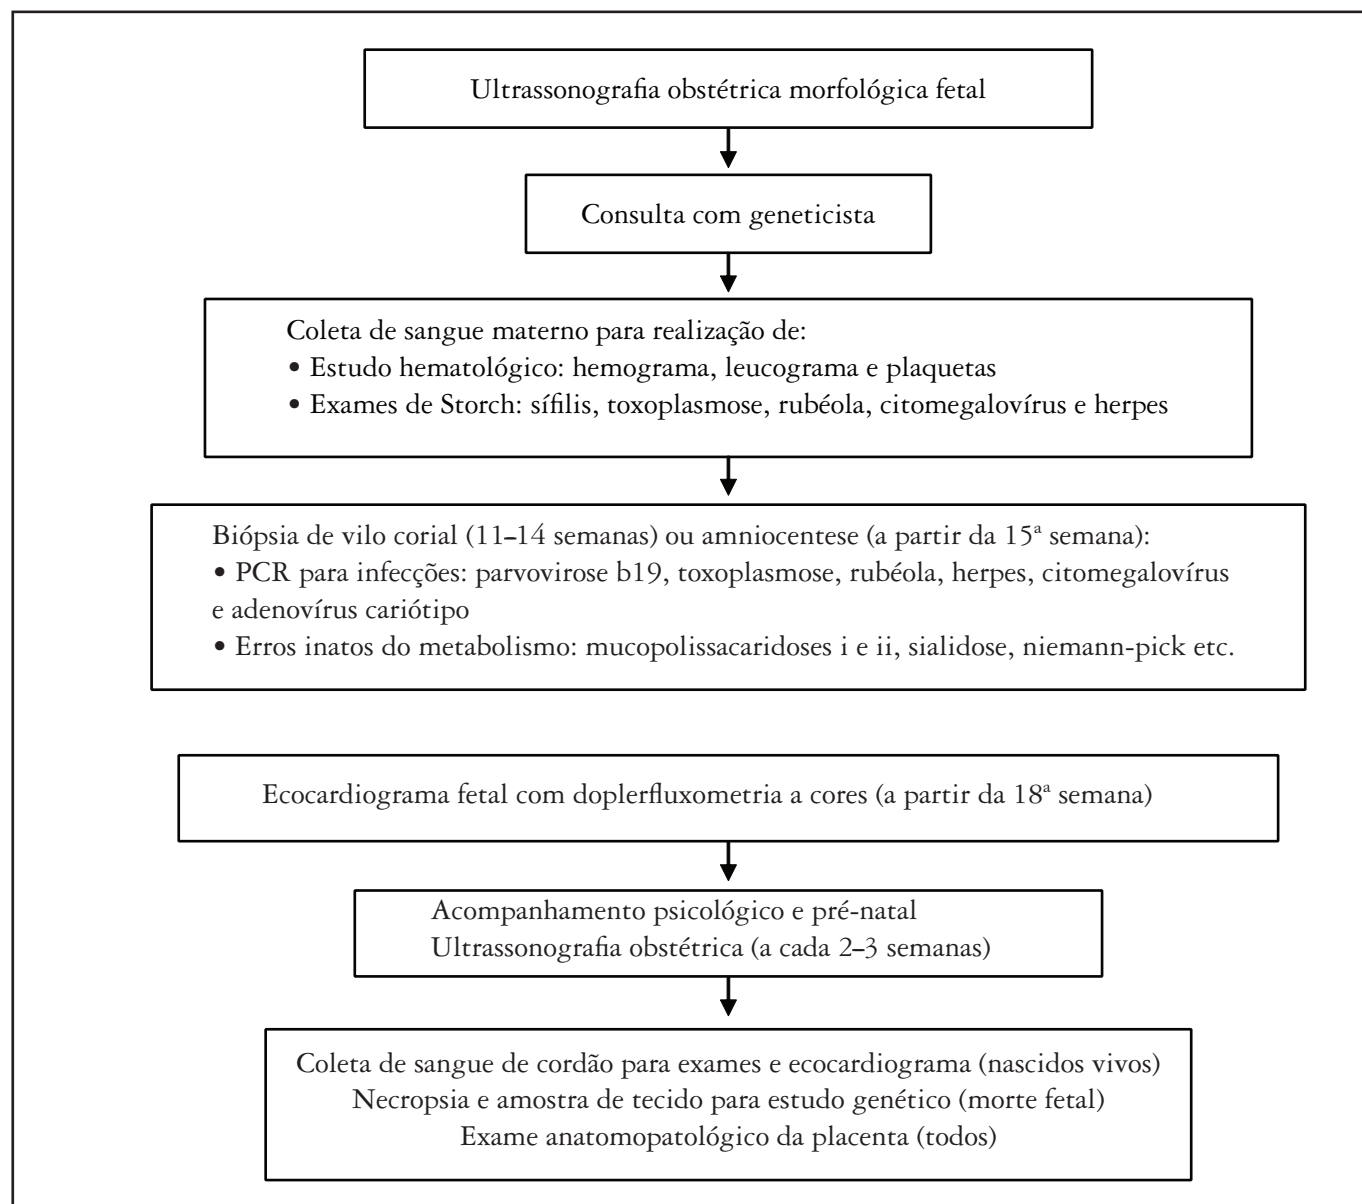 Ultrassonografia obstétrica morfológica fetal
Consulta com geneticista
Coleta de sangue materno para realização de:
• Estudo hematológico: hemograma, leucograma e plaquetas
• Exames de Storch: sífilis, toxoplasmose, rubéola, citomegalovírus e herpes
Biópsia de vilo corial (11–14 semanas) ou amniocentese (a partir da 15ª semana):
• PCR para infecções: parvovirose b19, toxoplasmose, rubéola, herpes, citomegalovírus
e adenovírus cariótipo
• Erros inatos do metabolismo: mucopolissacaridoses i e ii, sialidose, niemann-pick etc.
Ecocardiograma fetal com doplerfluxometria a cores (a partir da 18ª semana)
Acompanhamento psicológico e pré-natal
Ultrassonografia obstétrica (a cada 2–3 semanas)
Coleta de sangue de cordão para exames e ecocardiograma (nascidos vivos)
Necropsia e amostra de tecido para estudo genético (morte fetal)
Exame anatomopatológico da placenta (todos)